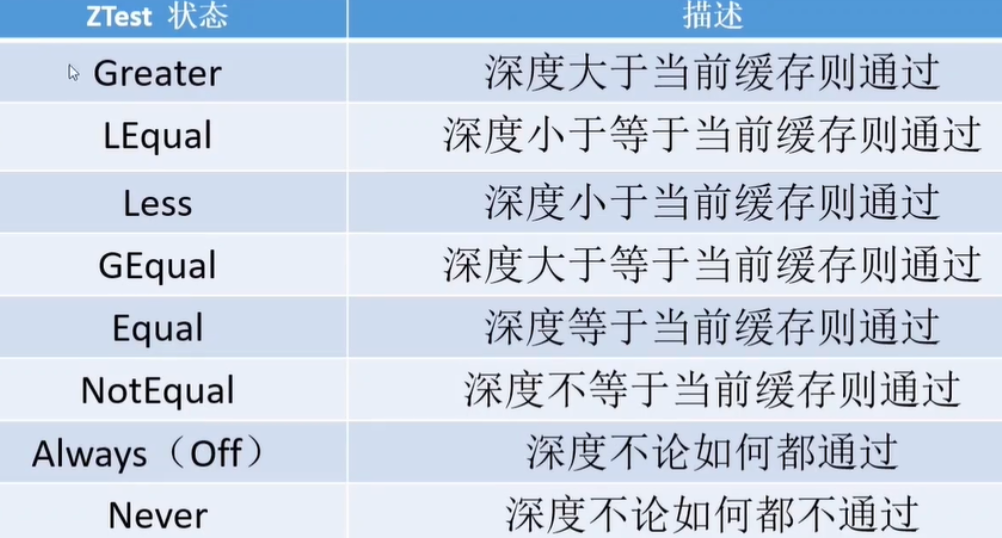 ZTest 状态 描述
Greater 深度大于当前缓存则通过
LEqual 深度小于等于当前缓存则通过
Less 深度小于当前缓存则通过
GEqual 深度大于等于当前缓存则通过
Equal 深度等于当前缓存则通过
NotEqual 深度不等于当前缓存则通过
Always（Off） 深度不论如何都通过
Never 深度不论如何都不通过